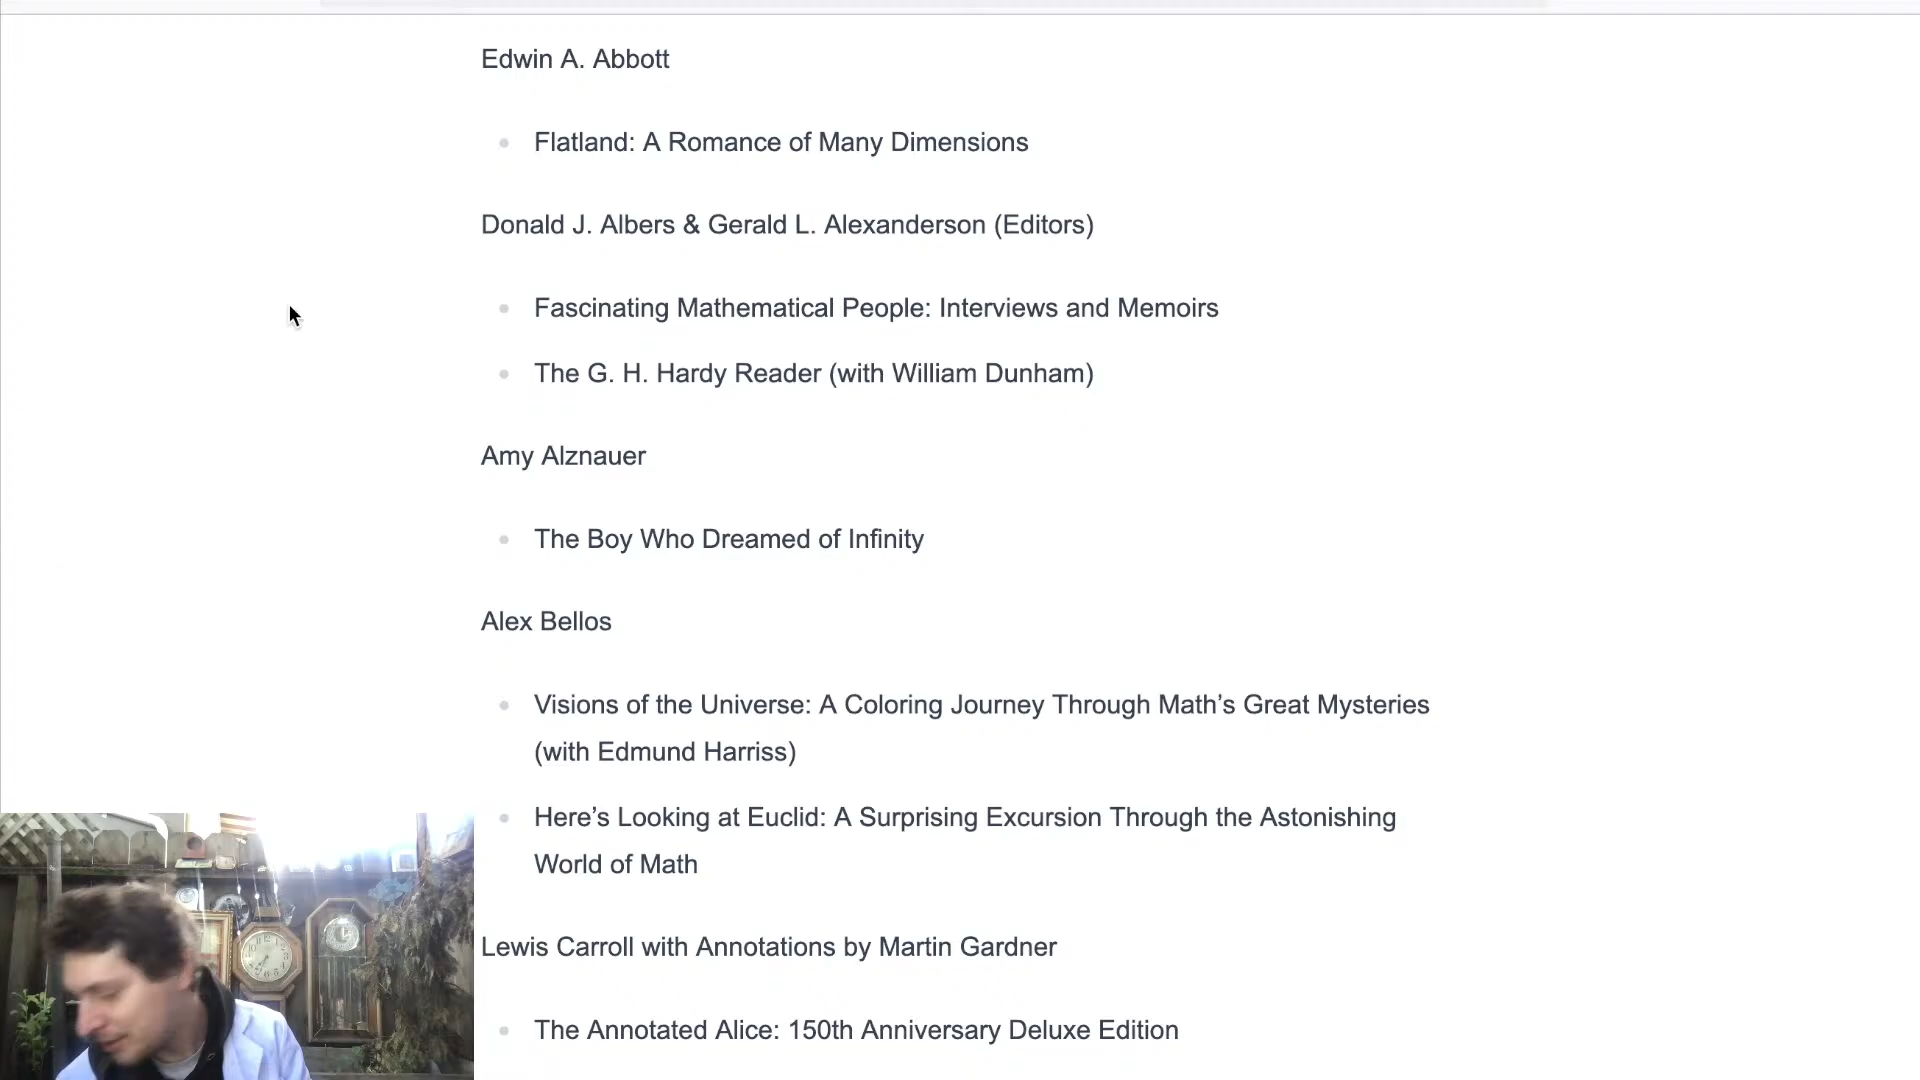 Edwin A. Abbott
Flatland: A Romance of Many Dimensions
Donald J. Albers & Gerald L. Alexanderson (Editors)
Fascinating Mathematical People: Interviews and Memoirs
The G. H. Hardy Reader (with William Dunham)
Amy Alznauer
The Boy Who Dreamed of Infinity
Alex Bellos
Visions of the Universe: A Coloring Journey Through Math’s Great Mysteries
(with Edmund Harriss)
Here’s Looking at Euclid: A Surprising Excursion Through the Astonishing
World of Math
Lewis Carroll with Annotations by Martin Gardner
The Annotated Alice: 150th Anniversary Deluxe Edition